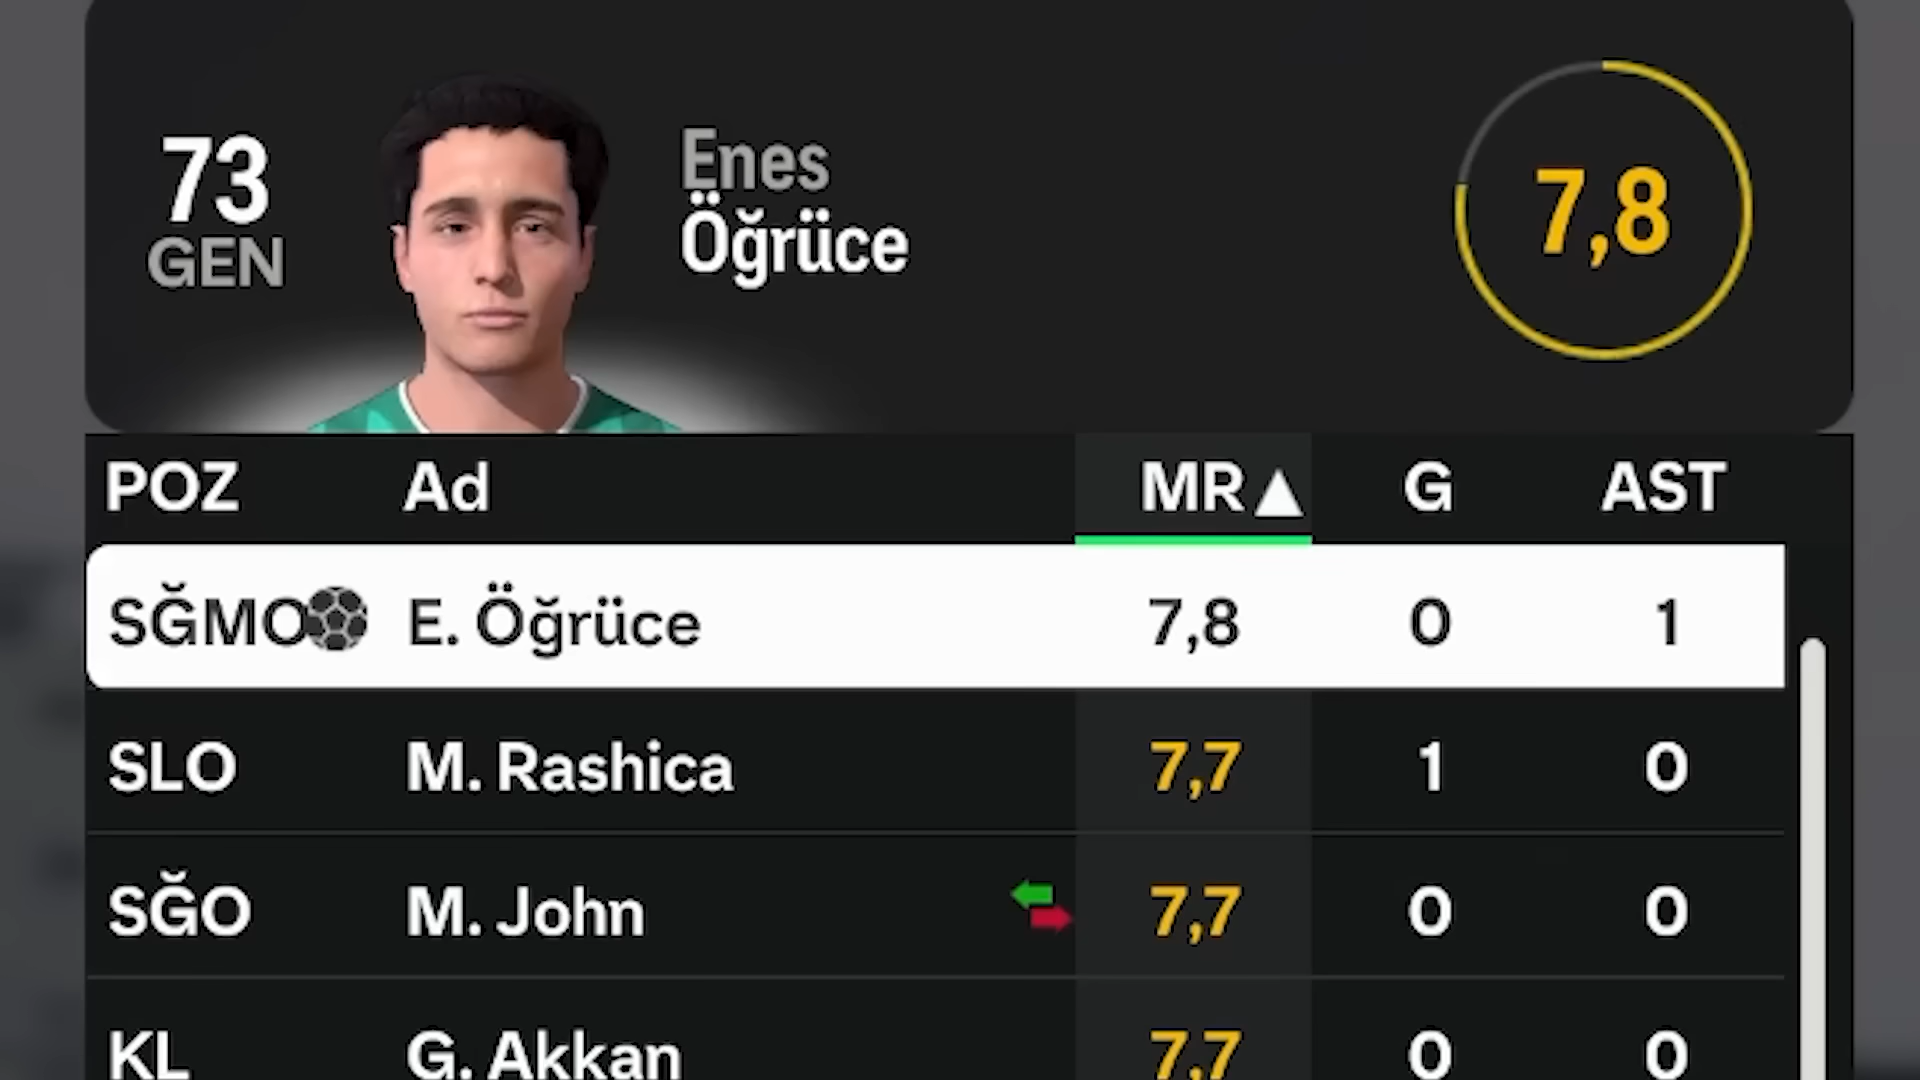 73
GEN
Enes
Öğrüce
7,8
POZ Ad MR▲ G AST
SĞMO E. Öğrüce 7,8 0 1
SLO M. Rashica 7,7 1 0
SĞO M. John 7,7 0 0
KL G. Akkan 7,7 0 0